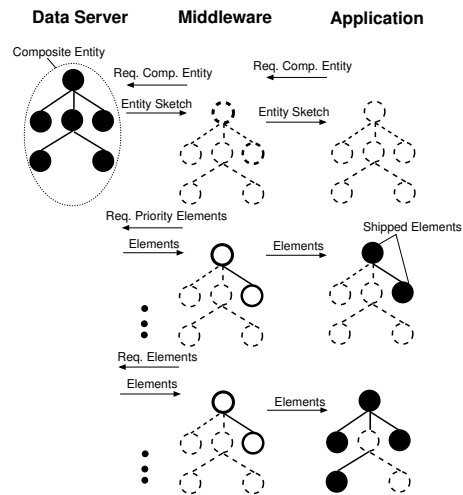 Data Server Middleware Application
Composite Entity
Req. Comp. Entity
Req. Comp. Entity
Entity Sketch
Entity Sketch
Req. Priority Elements
Shipped Elements
Elements
Elements
Req. Elements
Elements
Elements